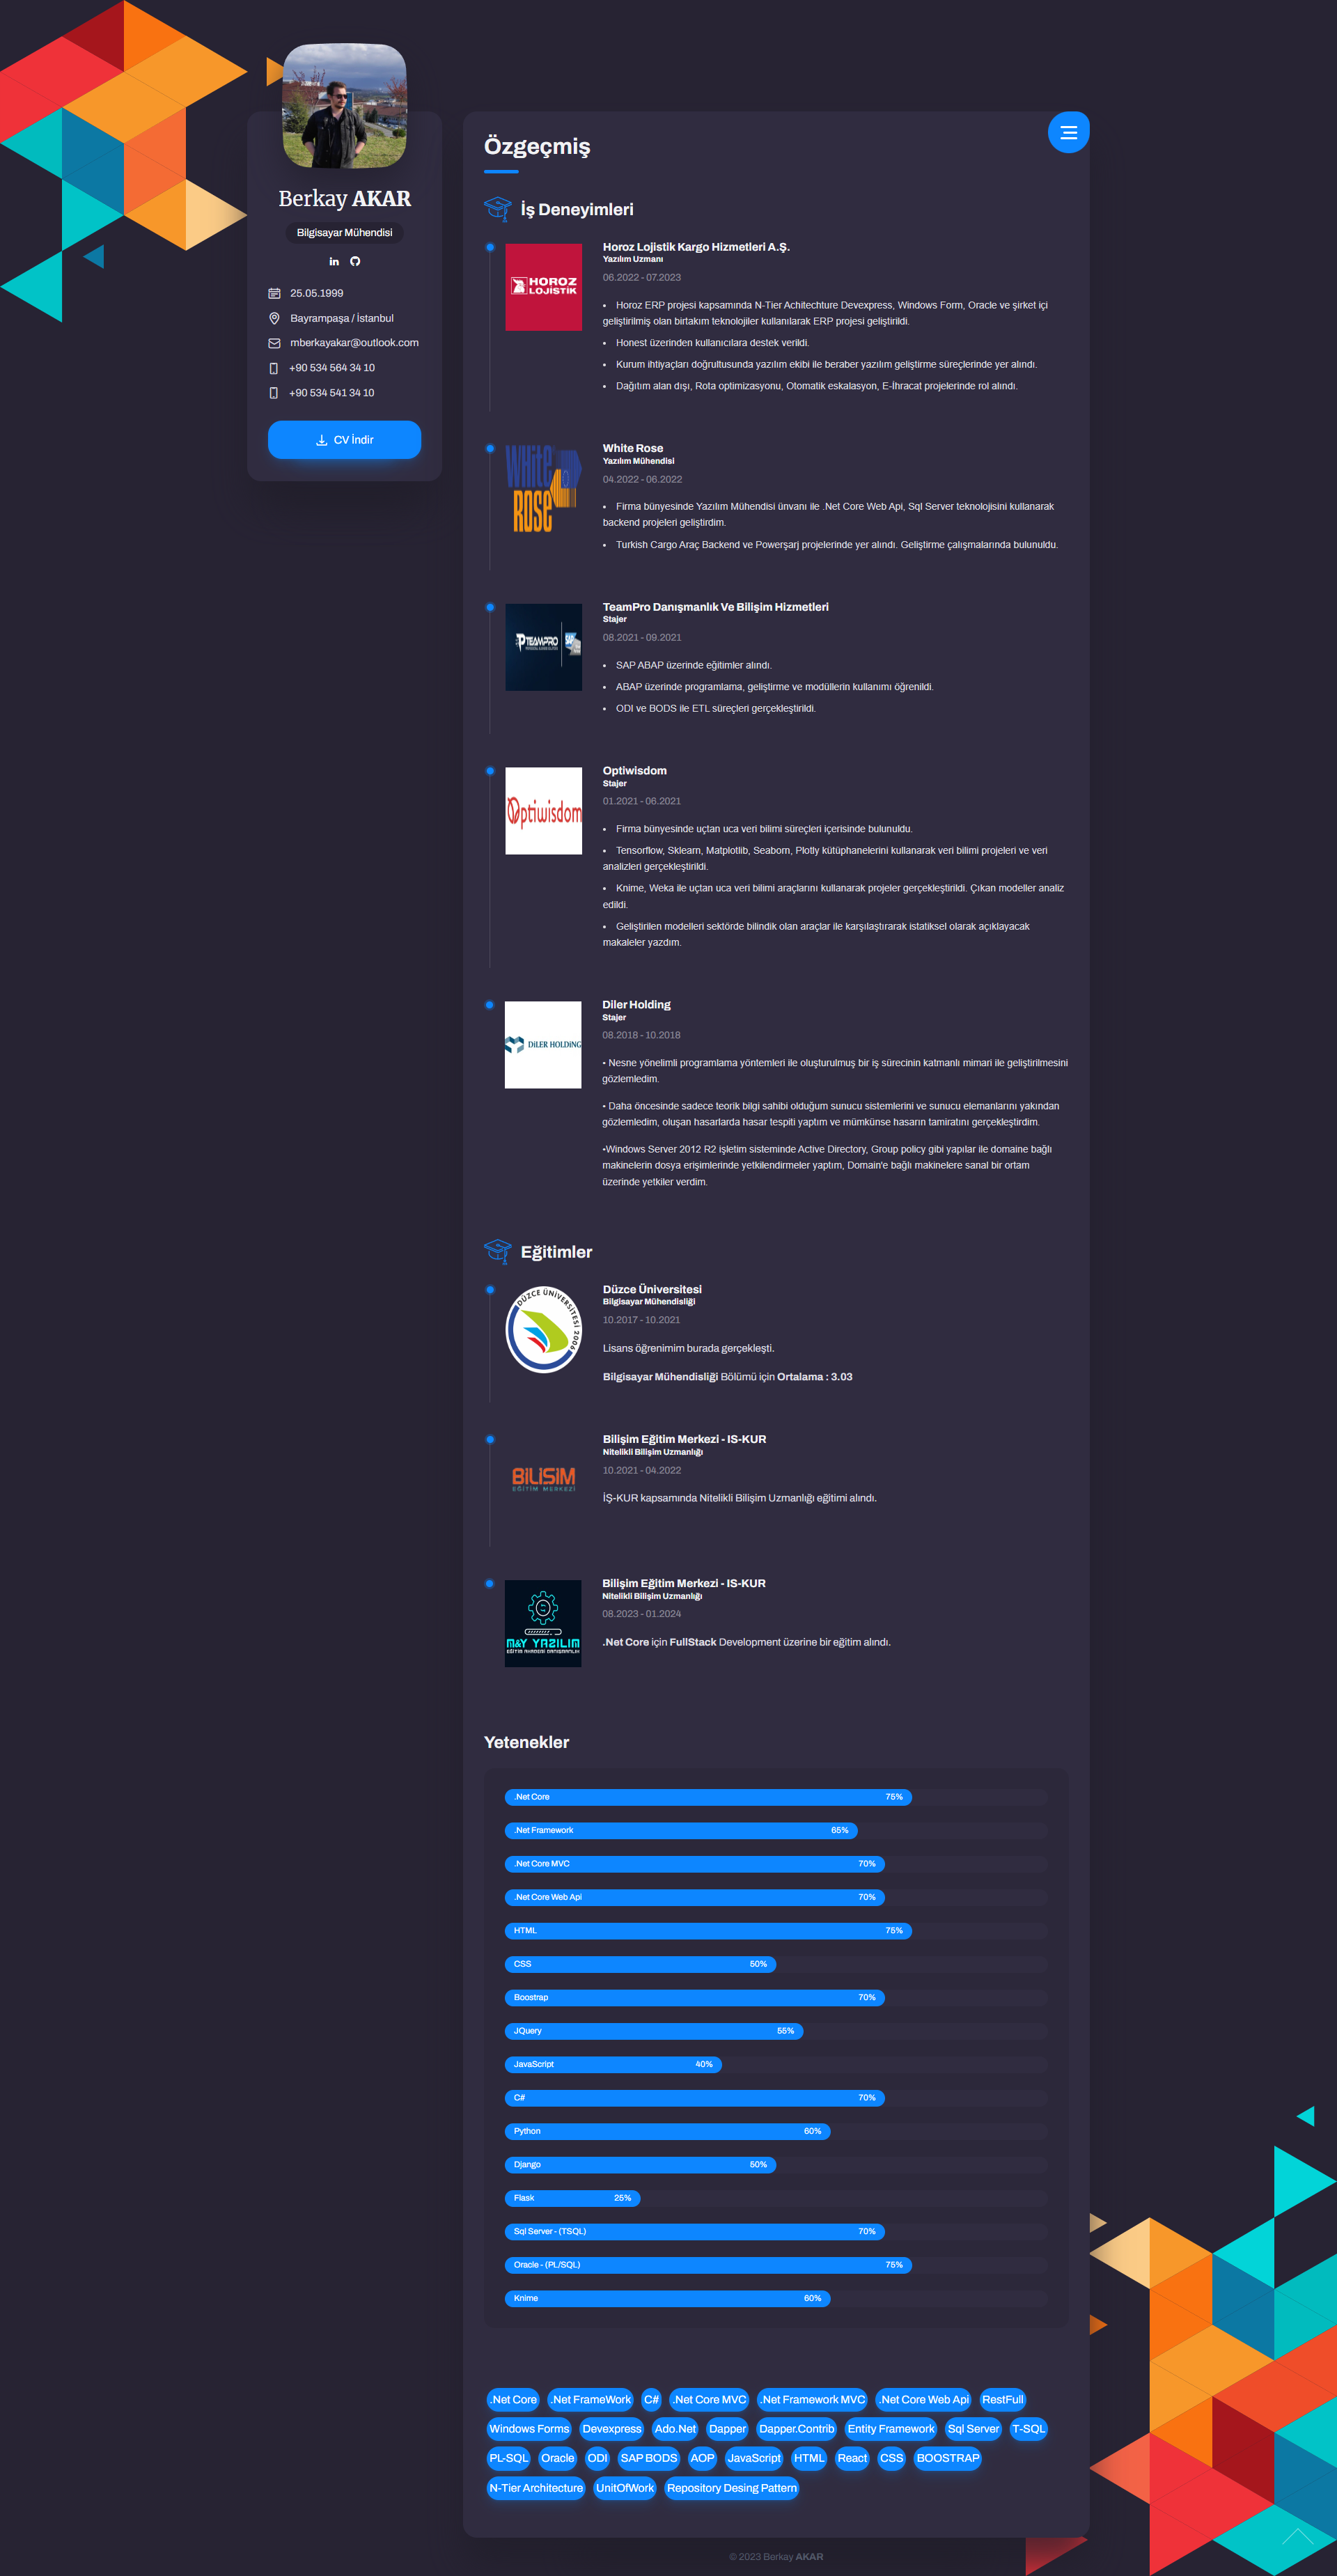 Berkay AKAR
Bilgisayar Mühendisi
25.05.1999
Bayrampaşa / İstanbul
mberkayakar@outlook.com
+90 534 564 34 10
+90 534 541 34 10
CV İndir
Özgeçmiş
İş Deneyimleri
HOROZ
LOJİSTİK
Horoz Lojistik Kargo Hizmetleri A.Ş.
Yazılım Uzmanı
06.2022 - 07.2023
• Horoz ERP projesi kapsamında N-Tier Achitechture Devexpress, Windows Form, Oracle ve şirket içi
geliştirilmiş olan birtakım teknolojiler kullanılarak ERP projesi geliştirildi.
• Honest üzerinden kullanıcılara destek verildi.
• Kurum ihtiyaçları doğrultusunda yazılım ekibi ile beraber yazılım geliştirme süreçlerinde yer alındı.
• Dağıtım alan dışı, Rota optimizasyonu, Otomatik eskalasyon, E-İhracat projelerinde rol alındı.
WHite
ROSE
White Rose
Yazılım Mühendisi
04.2022 - 06.2022
• Firma bünyesinde Yazılım Mühendisi ünvanı ile .Net Core Web Api, Sql Server teknolojisini kullanarak
backend projeleri geliştirdim.
• Turkish Cargo Araç Backend ve Powerşarj projelerinde yer alındı. Geliştirme çalışmalarında bulunuldu.
TEAMPRO
SAP
TeamPro Danışmanlık Ve Bilişim Hizmetleri
Stajer
08.2021 - 09.2021
• SAP ABAP üzerinde eğitimler alındı.
• ABAP üzerinde programlama, geliştirme ve modüllerin kullanımı öğrenildi.
• ODI ve BODS ile ETL süreçleri gerçekleştirildi.
Optiwisdom
Optiwisdom
Stajer
01.2021 - 06.2021
• Firma bünyesinde uçtan uca veri bilimi süreçleri içerisinde bulunuldu.
• Tensorflow, Sklearn, Matplotlib, Seaborn, Plotly kütüphanelerini kullanarak veri bilimi projeleri ve veri
analizleri gerçekleştirildi.
• Knime, Weka ile uçtan uca veri bilimi araçlarını kullanarak projeler gerçekleştirildi. Çıkan modeller analiz
edildi.
• Geliştirilen modelleri sektörde bilindik olan araçlar ile karşılaştırarak istatiksel olarak açıklayacak
makaleler yazdım.
DİLER HOLDİNG
Diler Holding
Stajer
08.2018 - 10.2018
• Nesne yönelimli programlama yöntemleri ile oluşturulmuş bir iş sürecinin katmanlı mimari ile geliştirilmesini
gözlemledim.
• Daha öncesinde sadece teorik bilgi sahibi olduğum sunucu sistemlerini ve sunucu elemanlarını yakından
gözlemledim, oluşan hasarlarda hasar tespiti yaptım ve mümkünse hasarın tamiratını gerçekleştirdim.
•Windows Server 2012 R2 işletim sisteminde Active Directory, Group policy gibi yapılar ile domaine bağlı
makinelerin dosya erişimlerinde yetkilendirmeler yaptım, Domain'e bağlı makinelere sanal bir ortam
üzerinde yetkiler verdim.
Eğitimler
DÜZCE ÜNİVERSİTESİ 2006
Düzce Üniversitesi
Bilgisayar Mühendisliği
10.2017 - 10.2021
Lisans öğrenimim burada gerçekleşti.
Bilgisayar Mühendisliği Bölümü için Ortalama : 3.03
BİLİŞİM
EĞİTİM MERKEZİ
Bilişim Eğitim Merkezi - IS-KUR
Nitelikli Bilişim Uzmanlığı
10.2021 - 04.2022
İŞ-KUR kapsamında Nitelikli Bilişim Uzmanlığı eğitimi alındı.
M&Y YAZILIM
EĞİTİM AKADEMİ DANIŞMANLIK
Bilişim Eğitim Merkezi - IS-KUR
Nitelikli Bilişim Uzmanlığı
08.2023 - 01.2024
.Net Core için FullStack Development üzerine bir eğitim alındı.
Yetenekler
.Net Core 75%
.Net Framework 65%
.Net Core MVC 70%
.Net Core Web Api 70%
HTML 75%
CSS 50%
Boostrap 70%
JQuery 55%
JavaScript 40%
C# 70%
Python 60%
Django 50%
Flask 25%
Sql Server - (TSQL) 70%
Oracle - (PL/SQL) 75%
Knime 60%
.Net Core .Net FrameWork C# .Net Core MVC .Net Framework MVC .Net Core Web Api RestFull
Windows Forms Devexpress Ado.Net Dapper Dapper.Contrib Entity Framework Sql Server T-SQL
PL-SQL Oracle ODI SAP BODS AOP JavaScript HTML React CSS BOOSTRAP
N-Tier Architecture UnitOfWork Repository Desing Pattern
© 2023 Berkay AKAR